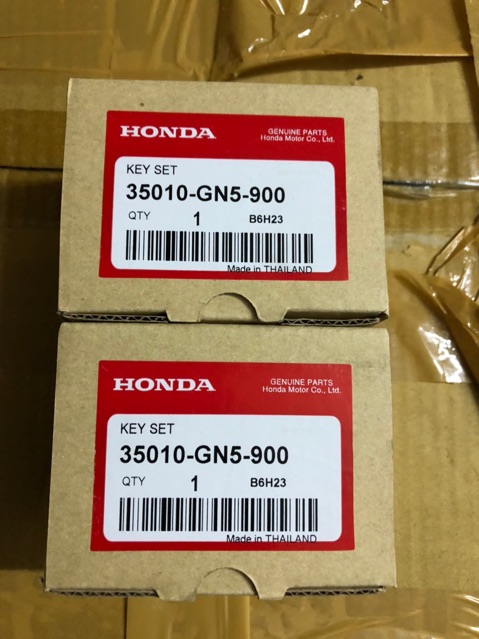 HONDA
GENUINE PARTS
Honda Motor Co., Ltd.
KEY SET
35010-GN5-900
QTY 1 B6H23
Made in THAILAND
HONDA
GENUINE PARTS
Honda Motor Co., Ltd.
KEY SET
35010-GN5-900
QTY 1 B6H23
Made in THAILAND